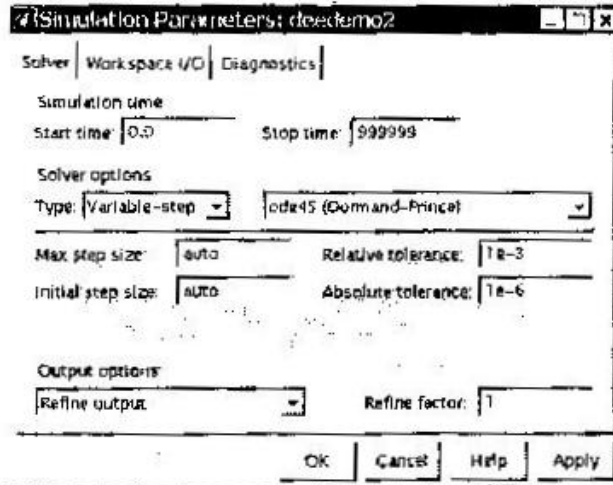 Simulation Parameters: deedemo2
Solver Workspace I/O Diagnostics
Simulation time
Start time: 0.0 Stop time: 999999
Solver options
Type: Variable-step ode45 (Dormand-Prince)
Max step size: auto Relative tolerance: 1e-3
Initial step size: auto Absolute tolerance: 1e-6
Output options
Refine output Refine factor: 1
OK Cancel Help Apply